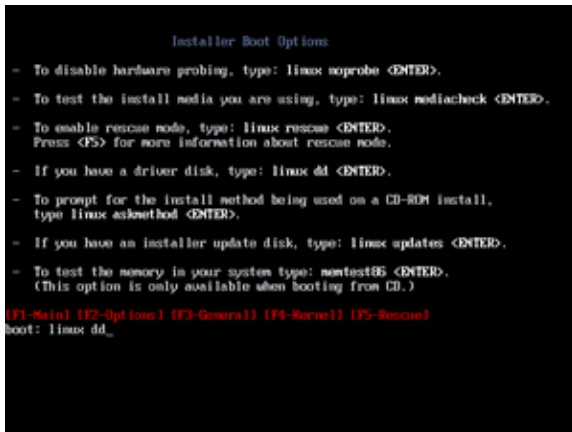 Installer Boot Options
- To disable hardware probing, type: linux noprobe <ENTER>.
- To test the install media you are using, type: linux mediacheck <ENTER>.
- To enable rescue mode, type: linux rescue <ENTER>.
Press <F5> for more information about rescue mode.
- If you have a driver disk, type: linux dd <ENTER>.
- To prompt for the install method being used on a CD-ROM install,
type linux askmethod <ENTER>.
- If you have an installer update disk, type: linux updates <ENTER>.
- To test the memory in your system type: memtest86 <ENTER>.
(This option is only available when booting from CD.)
[F1-Main] [F2-Options] [F3-General] [F4-Kernel] [F5-Rescue]
boot: linux dd_